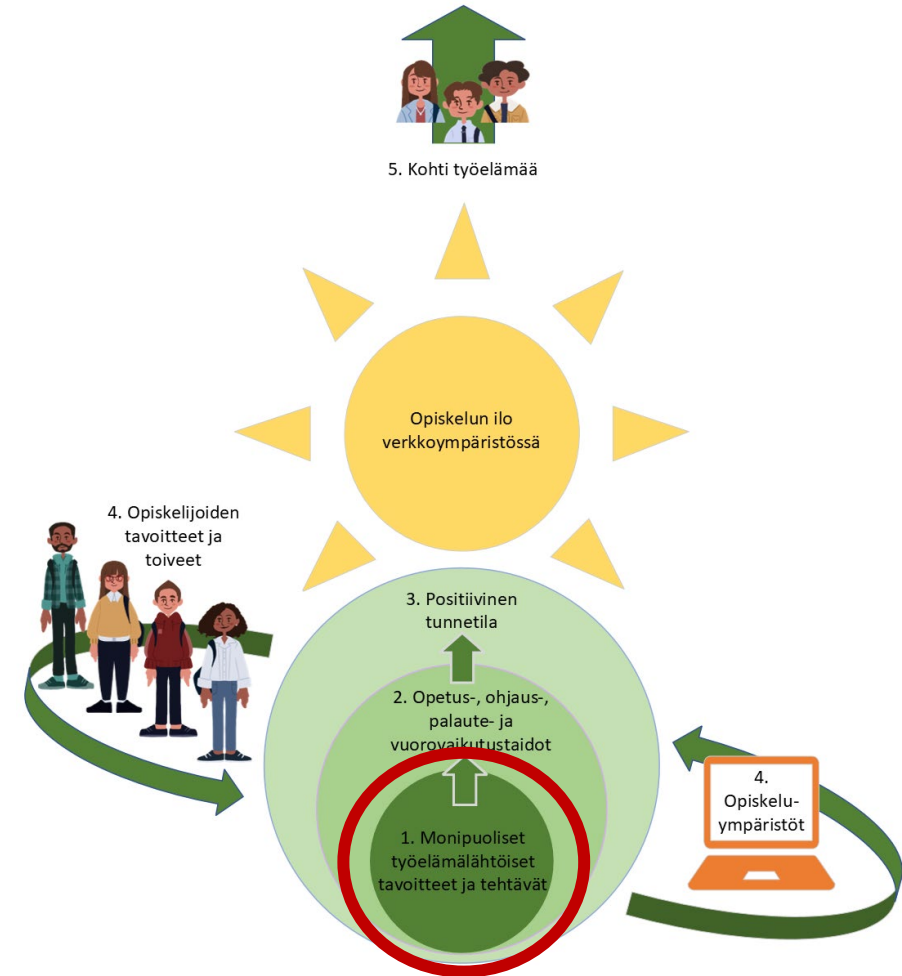 5. Kohti työelämää
Opiskelun ilo
verkkoympäristössä
4. Opiskelijoiden
tavoitteet ja
toiveet
3. Positiivinen
tunnetila
2. Opetus-, ohjaus-,
palaute- ja
vuorovaikutustaidot
4.
Opiskelu-
ympäristöt
1. Monipuoliset
työelämälähtöiset
tavoitteet ja tehtävät